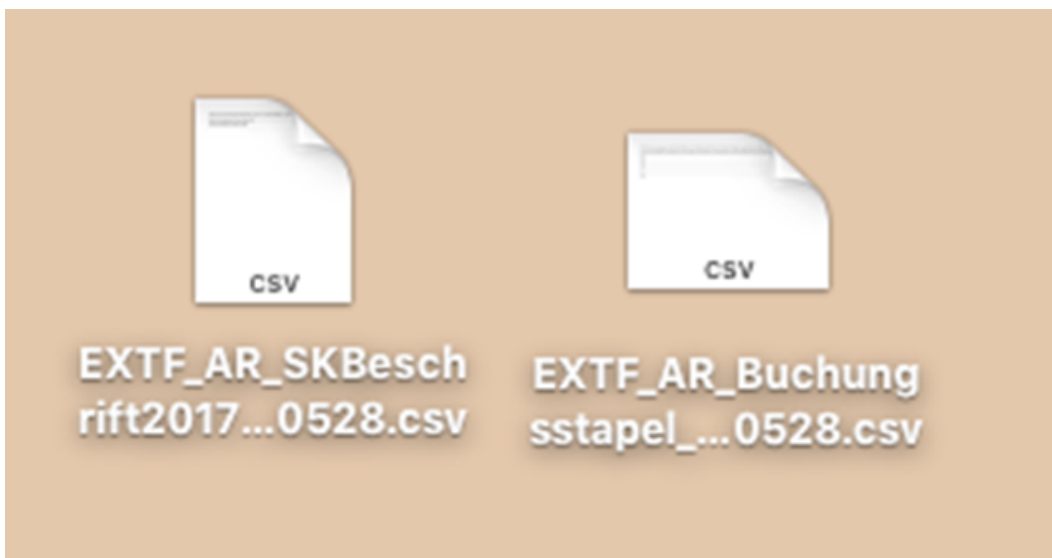 CSV
EXTF_AR_SKBesch
rift2017...0528.csv
CSV
EXTF_AR_Buchung
sstapel_...0528.csv